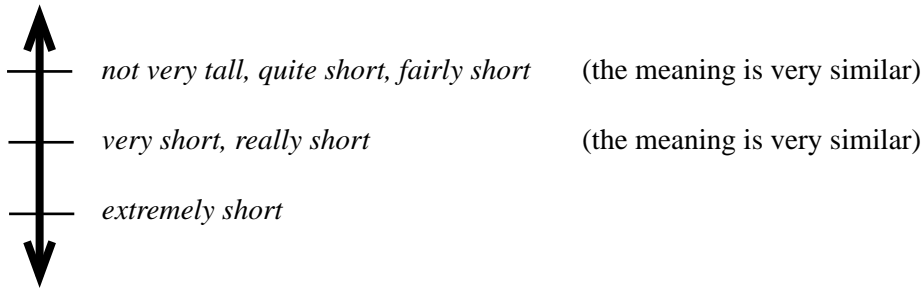 not very tall, quite short, fairly short (the meaning is very similar)
very short, really short (the meaning is very similar)
extremely short